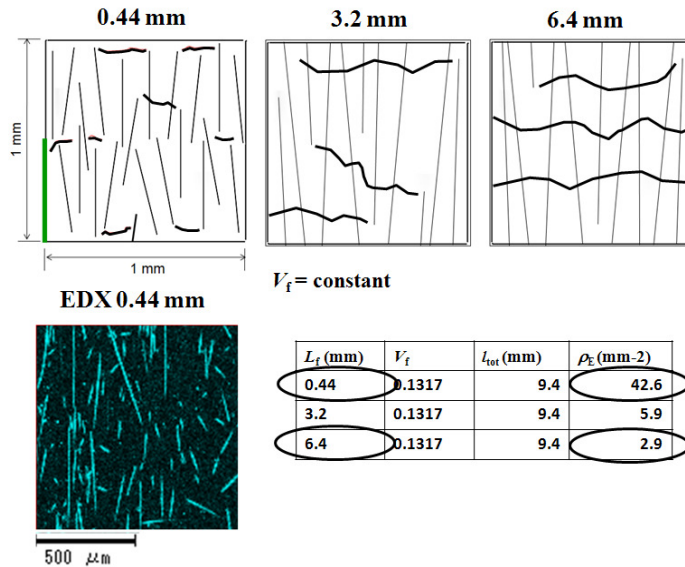 0.44 mm
3.2 mm
6.4 mm
1 mm
1 mm
Vf = constant
EDX 0.44 mm
Lf (mm) Vf ltot (mm) ρE (mm-2)
0.44 0.1317 9.4 42.6
3.2 0.1317 9.4 5.9
6.4 0.1317 9.4 2.9
500 μm